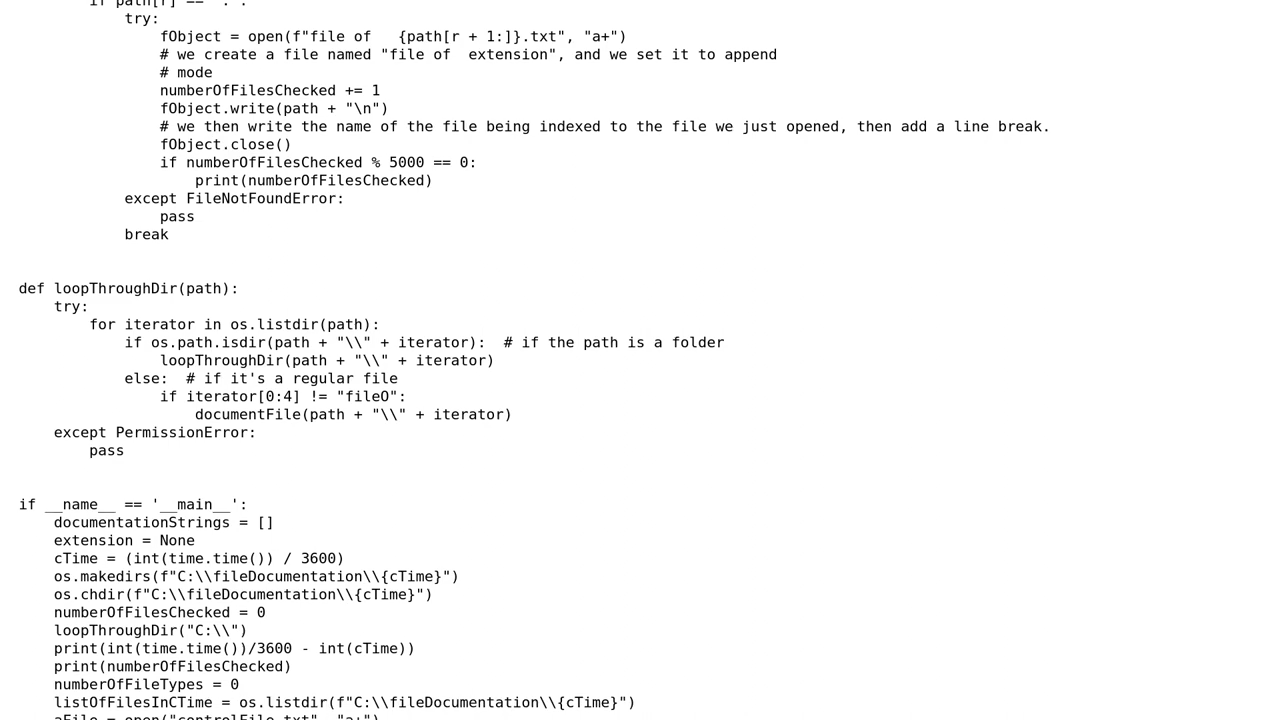 if path[r] == '.':
try:
fObject = open(f"file of   {path[r + 1:]}.txt", "a+")
# we create a file named "file of  extension", and we set it to append
# mode
numberOfFilesChecked += 1
fObject.write(path + "\n")
# we then write the name of the file being indexed to the file we just opened, then add a line break.
fObject.close()
if numberOfFilesChecked % 5000 == 0:
print(numberOfFilesChecked)
except FileNotFoundError:
pass
break
def loopThroughDir(path):
try:
for iterator in os.listdir(path):
if os.path.isdir(path + "\\" + iterator):  # if the path is a folder
loopThroughDir(path + "\\" + iterator)
else:  # if it's a regular file
if iterator[0:4] != "fileO":
documentFile(path + "\\" + iterator)
except PermissionError:
pass
if __name__ == '__main__':
documentationStrings = []
extension = None
cTime = (int(time.time()) / 3600)
os.makedirs(f"C:\\fileDocumentation\\{cTime}")
os.chdir(f"C:\\fileDocumentation\\{cTime}")
numberOfFilesChecked = 0
loopThroughDir("C:\\")
print(int(time.time())/3600 - int(cTime))
print(numberOfFilesChecked)
numberOfFileTypes = 0
listOfFilesInCTime = os.listdir(f"C:\\fileDocumentation\\{cTime}")
aFile = open("controlFile.txt", "a+")